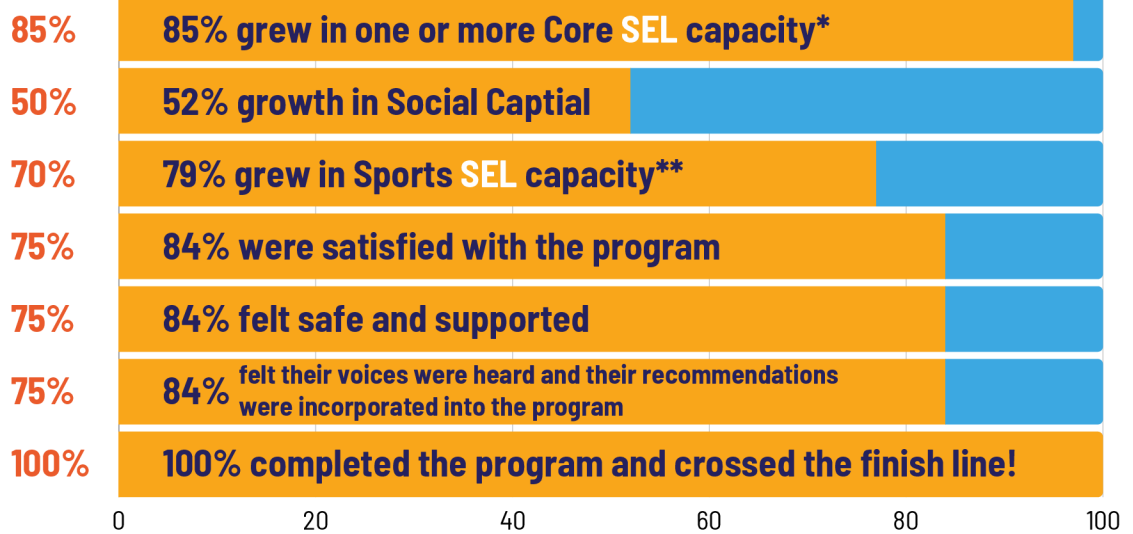 85% 85% grew in one or more Core SEL capacity*
50% 52% growth in Social Captial
70% 79% grew in Sports SEL capacity**
75% 84% were satisfied with the program
75% 84% felt safe and supported
75% 84% felt their voices were heard and their recommendations
were incorporated into the program
100% 100% completed the program and crossed the finish line!
0 20 40 60 80 100